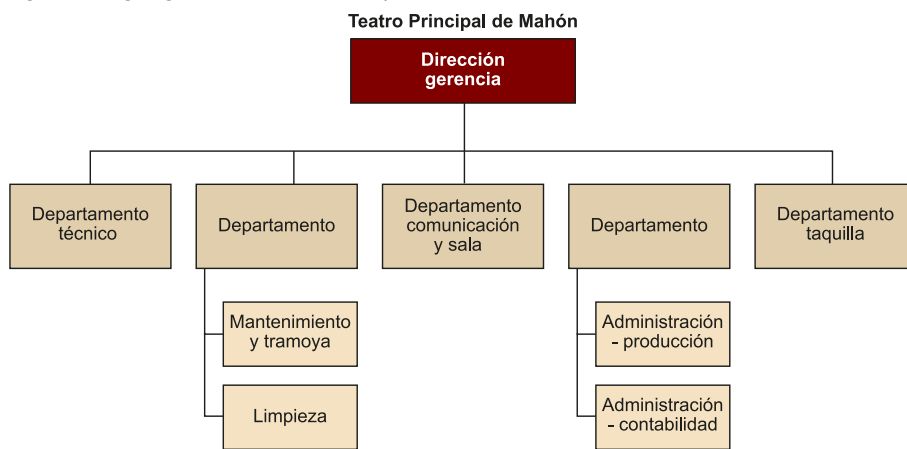 Teatro Principal de Mahón
Dirección
gerencia
Departamento
técnico
Departamento
Departamento
comunicación
y sala
Departamento
Departamento
taquilla
Mantenimiento
y tramoya
Limpieza
Administración
- producción
Administración
- contabilidad